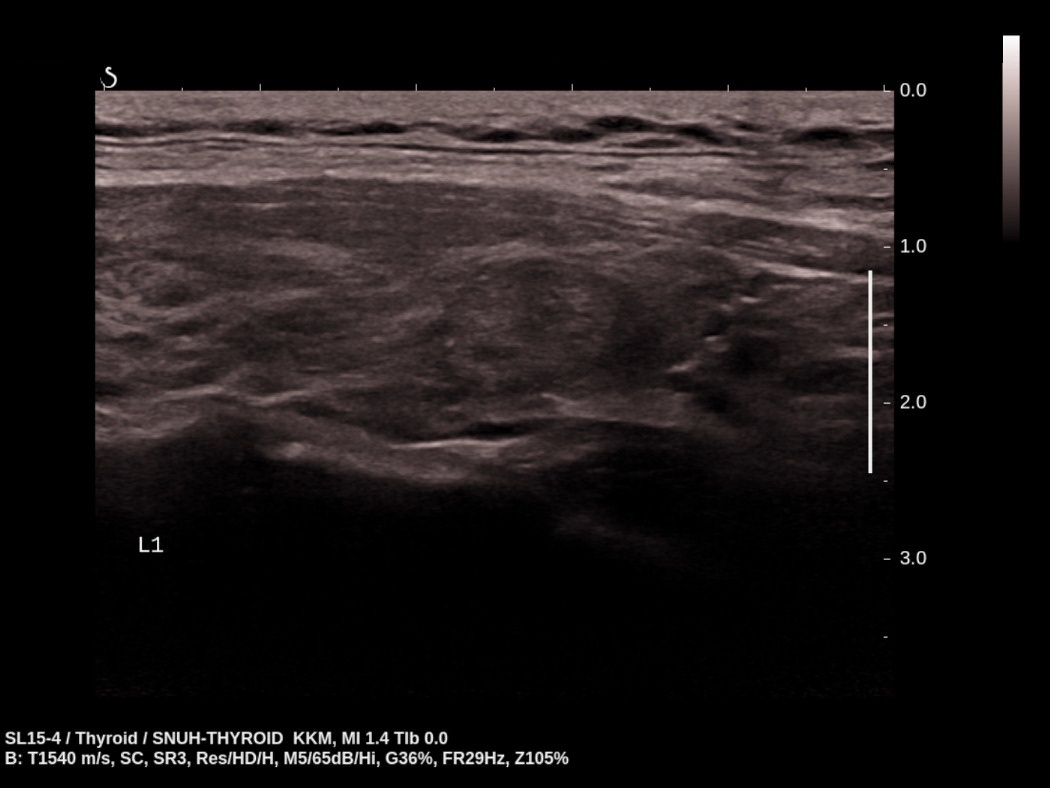 S
0.0
1.0
2.0
3.0
L1
SL15-4 / Thyroid / SNUH-THYROID KKM, MI 1.4 TIb 0.0
B: T1540 m/s, SC, SR3, Res/HD/H, M5/65dB/Hi, G36%, FR29Hz, Z105%